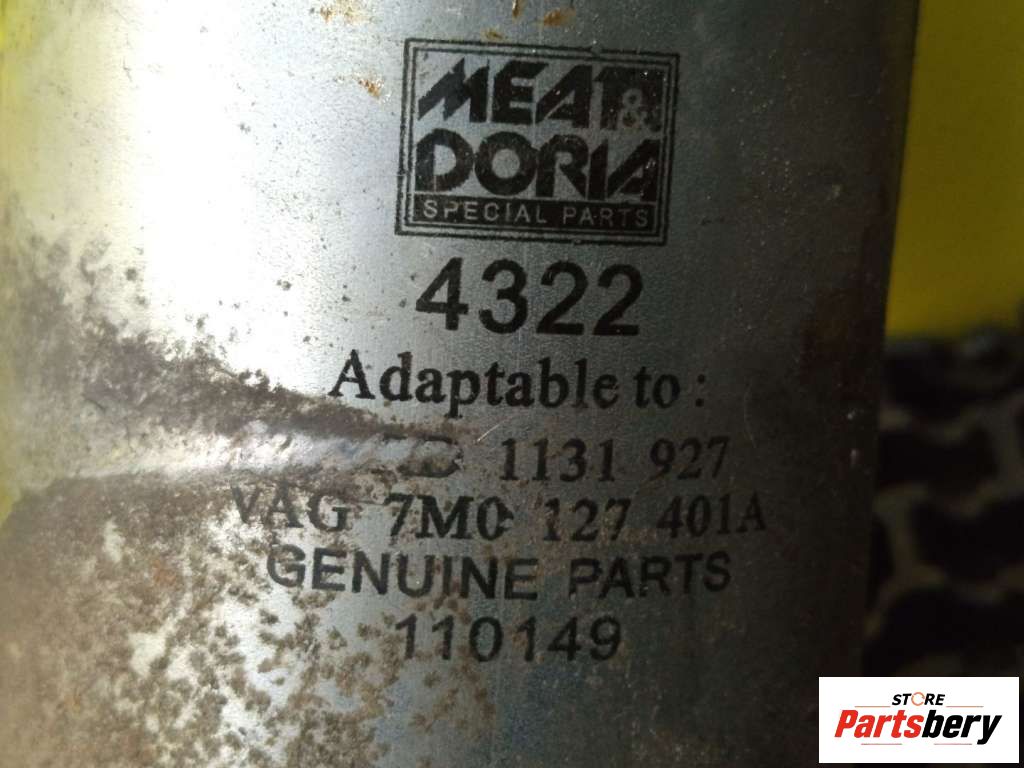 MEAT &
DORIA
SPECIAL PARTS
4322
Adaptable to :
1131 927
VAG 7M0 127 401A
GENUINE PARTS
110149
STORE
Partsbery